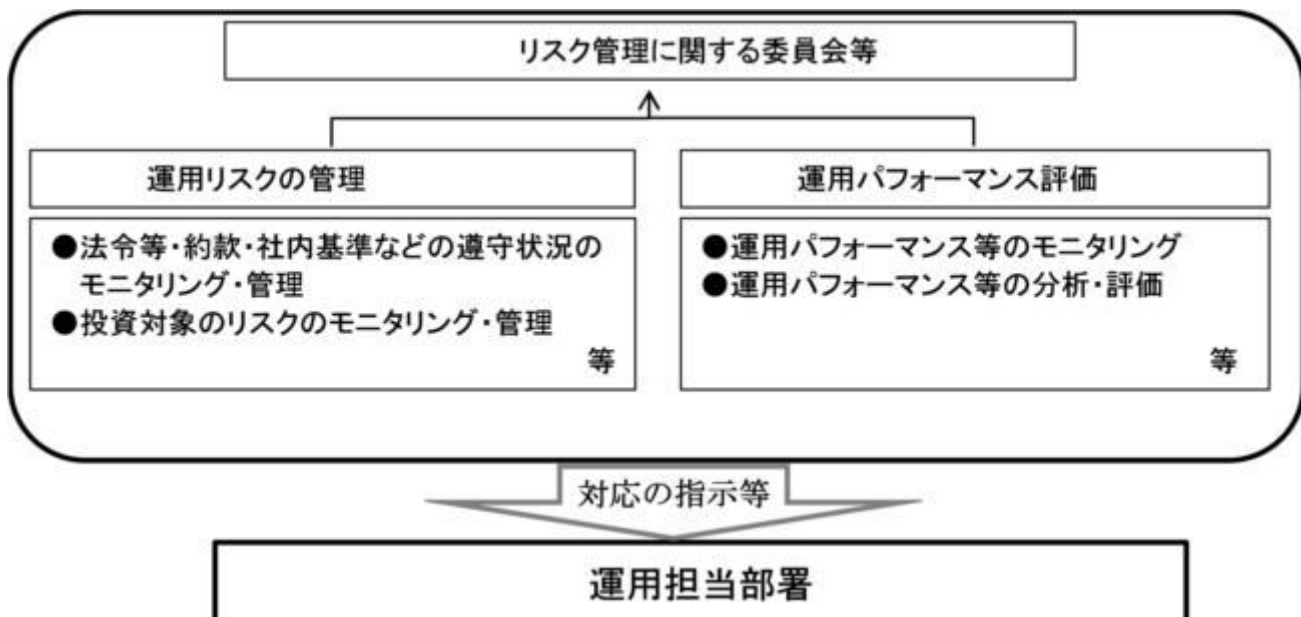 リスク管理に関する委員会等
運用リスクの管理
運用パフォーマンス評価
●法令等・約款・社内基準などの遵守状況の
モニタリング・管理
●投資対象のリスクのモニタリング・管理
等
●運用パフォーマンス等のモニタリング
●運用パフォーマンス等の分析・評価
等
対応の指示等
運用担当部署